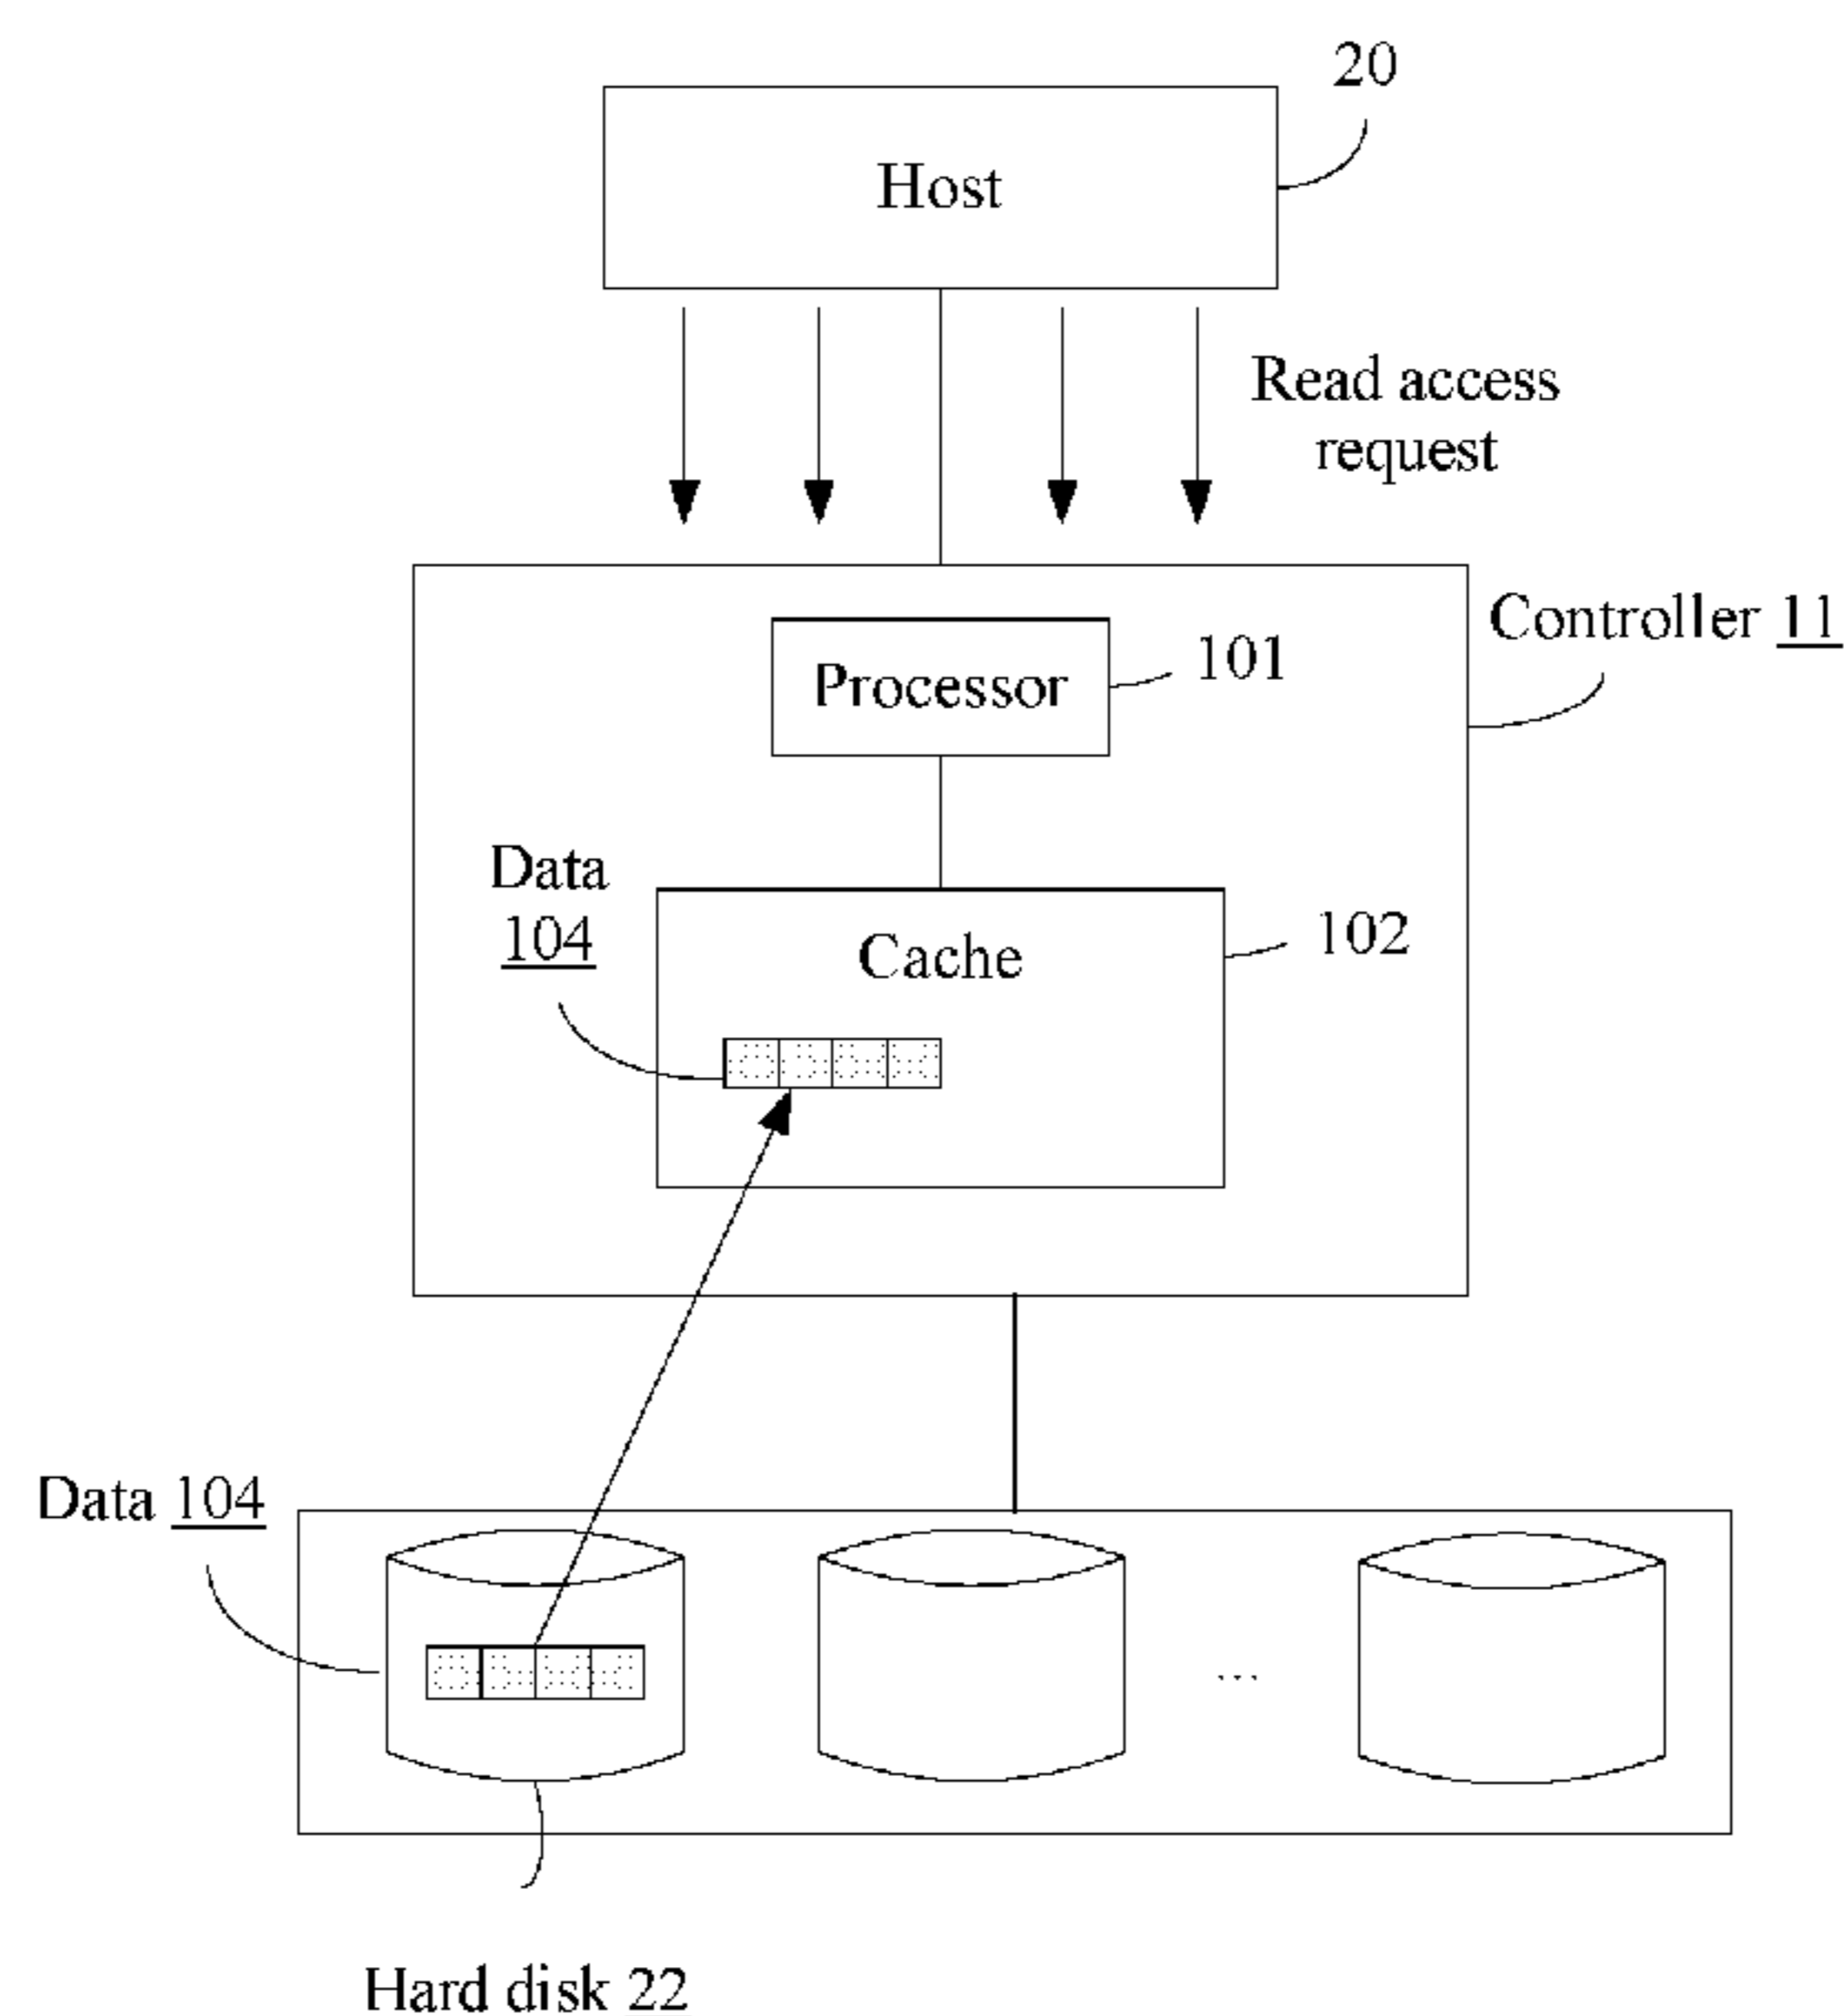 20
Host
Read access
request
Controller 11
Processor
101
Data
104
Cache
102
Data 104
...
Hard disk 22